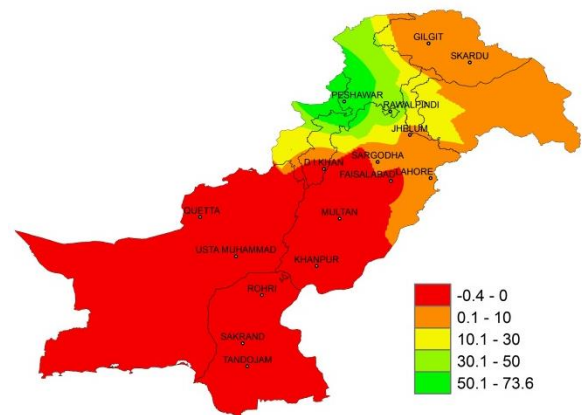 GILGIT
SKARDU
PESHAWAR
RAWALPINDI
JHELUM
SARGODHA
D I KHAN
FAISALABAD
LAHORE
QUETTA
MULTAN
USTA MUHAMMAD
KHANPUR
ROHRI
SAKRAND
TANDOJAM
-0.4 - 0
0.1 - 10
10.1 - 30
30.1 - 50
50.1 - 73.6